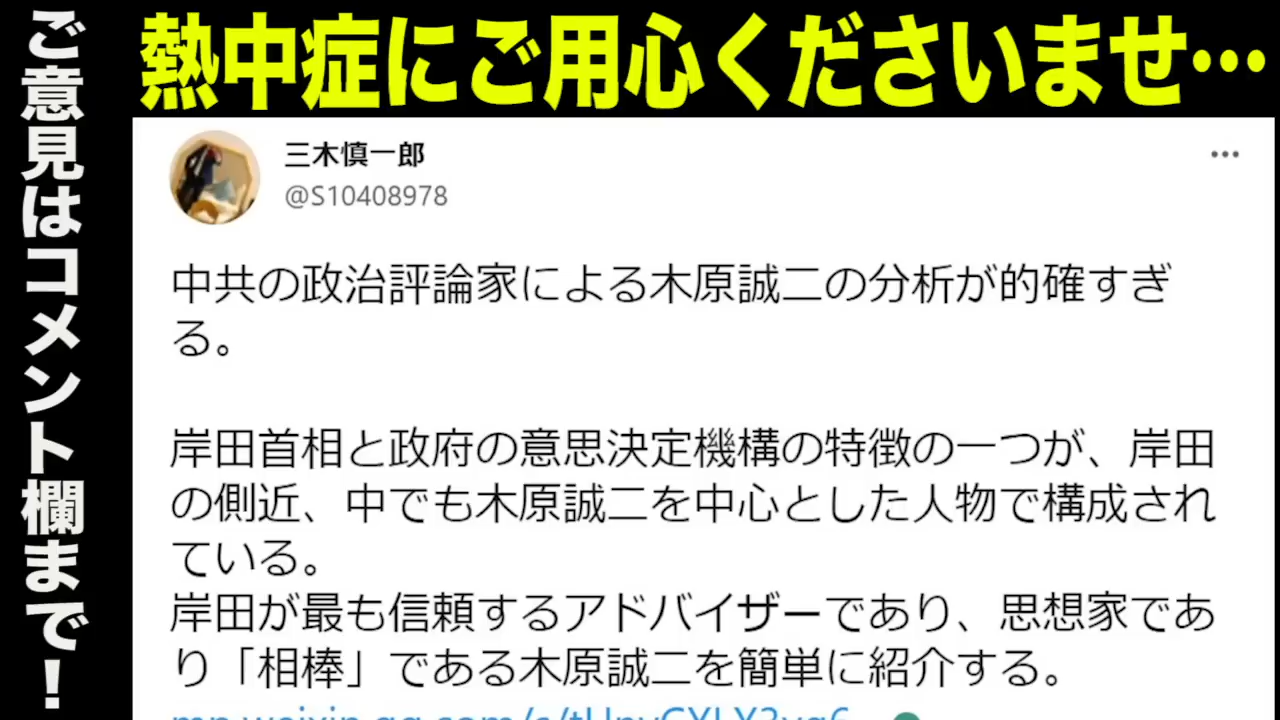 熱中症にご用心くださいませ…
ご意見はコメント欄まで！
三木慎一郎
@S10408978
中共の政治評論家による木原誠二の分析が的確すぎ
る。
岸田首相と政府の意思決定機構の特徴の一つが、岸田
の側近、中でも木原誠二を中心とした人物で構成され
ている。
岸田が最も信頼するアドバイザーであり、思想家であ
り「相棒」である木原誠二を簡単に紹介する。